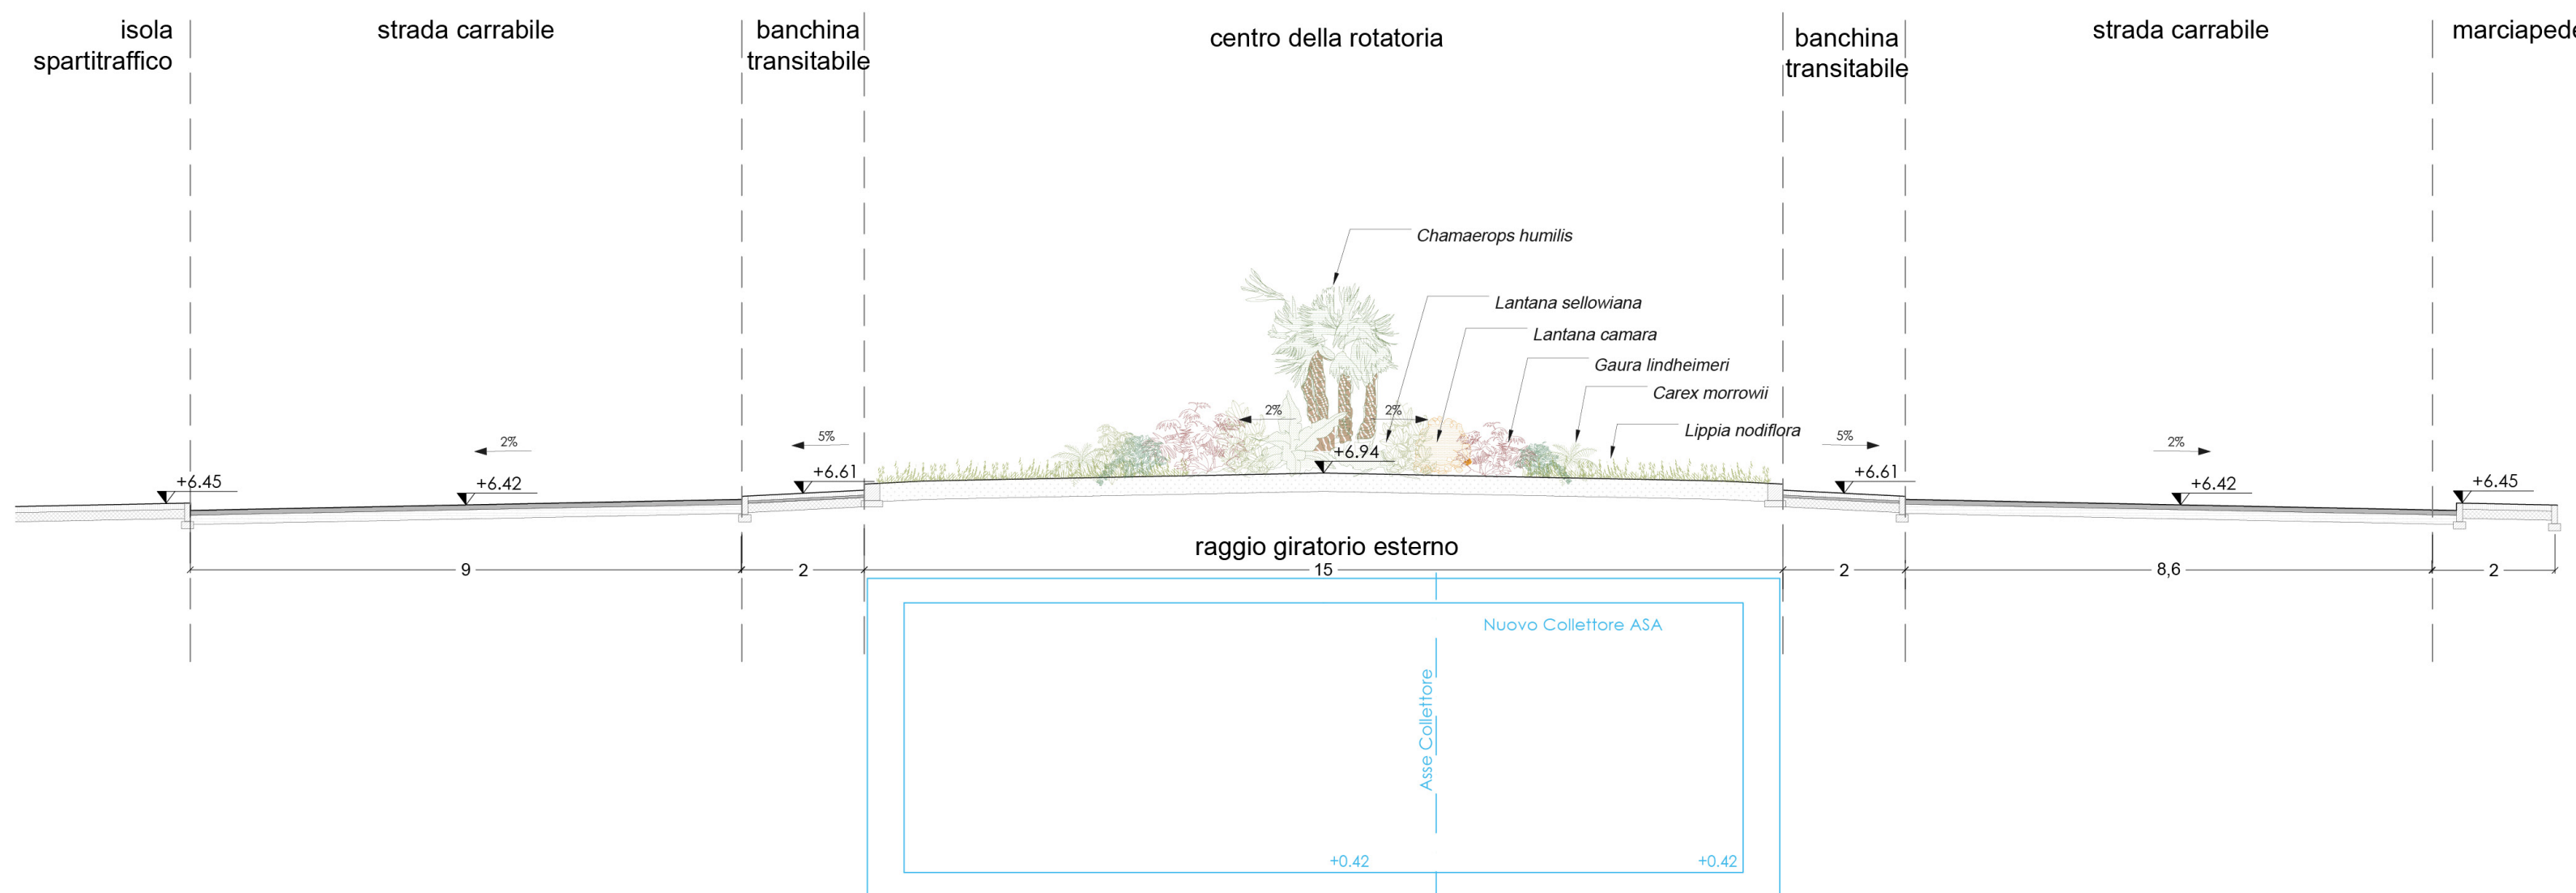 isola
spartitraffico
strada carrabile
banchina
transitabile
centro della rotatoria
banchina
transitabile
strada carrabile
marciapede
Chamaerops humilis
Lantana sellowiana
Lantana camara
Gaura lindheimeri
Carex morrowii
Lippia nodiflora
2%
2%
2%
5%
5%
2%
+6.45
+6.42
+6.61
+6.94
+6.61
+6.42
+6.45
raggio giratorio esterno
9
2
15
2
8,6
2
Nuovo Collettore ASA
Asse Collettore
+0.42
+0.42